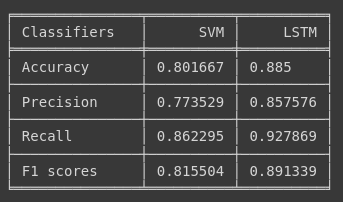 Classifiers SVM LSTM
Accuracy 0.801667 0.885
Precision 0.773529 0.857576
Recall 0.862295 0.927869
F1 scores 0.815504 0.891339